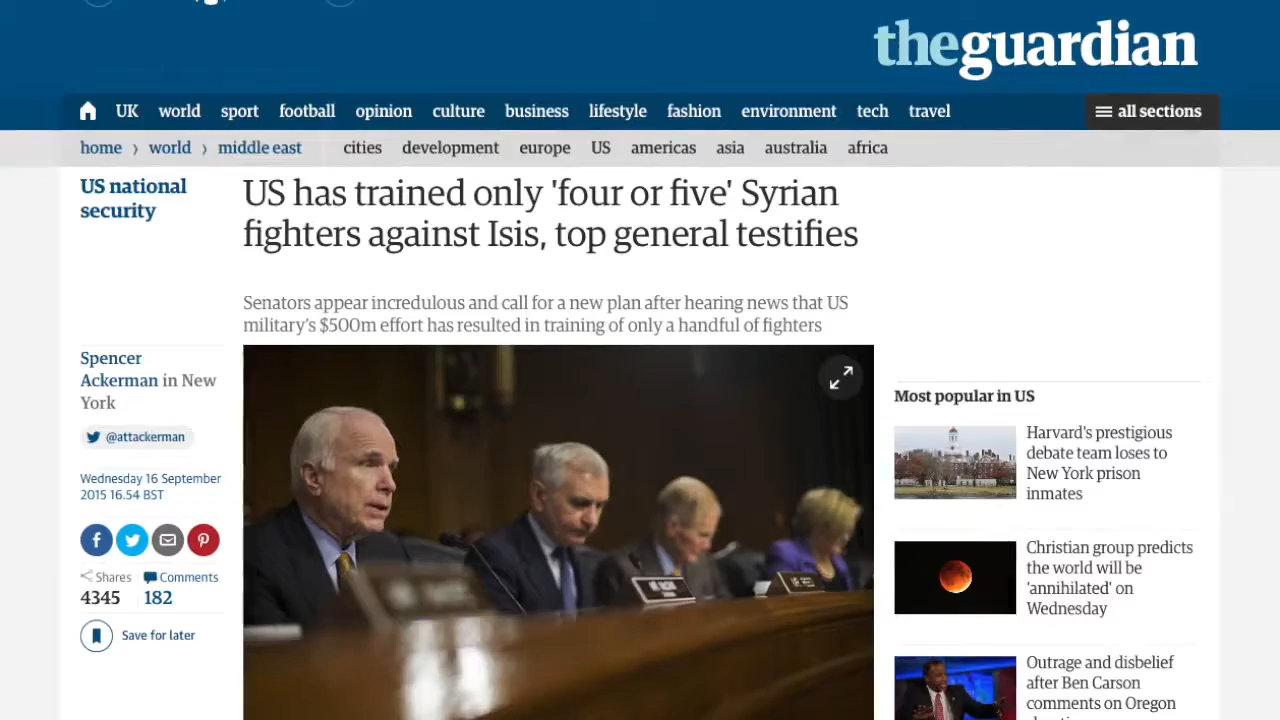 theguardian
UK world sport football opinion culture business lifestyle fashion environment tech travel all sections
home › world › middle east cities development europe US americas asia australia africa
US national
security
US has trained only 'four or five' Syrian
fighters against Isis, top general testifies
Senators appear incredulous and call for a new plan after hearing news that US
military's $500m effort has resulted in training of only a handful of fighters
Spencer
Ackerman in New
York
@attackerman
Wednesday 16 September
2015 16.54 BST
Shares Comments
4345 182
Save for later
Most popular in US
Harvard's prestigious
debate team loses to
New York prison
inmates
Christian group predicts
the world will be
'annihilated' on
Wednesday
Outrage and disbelief
after Ben Carson
comments on Oregon